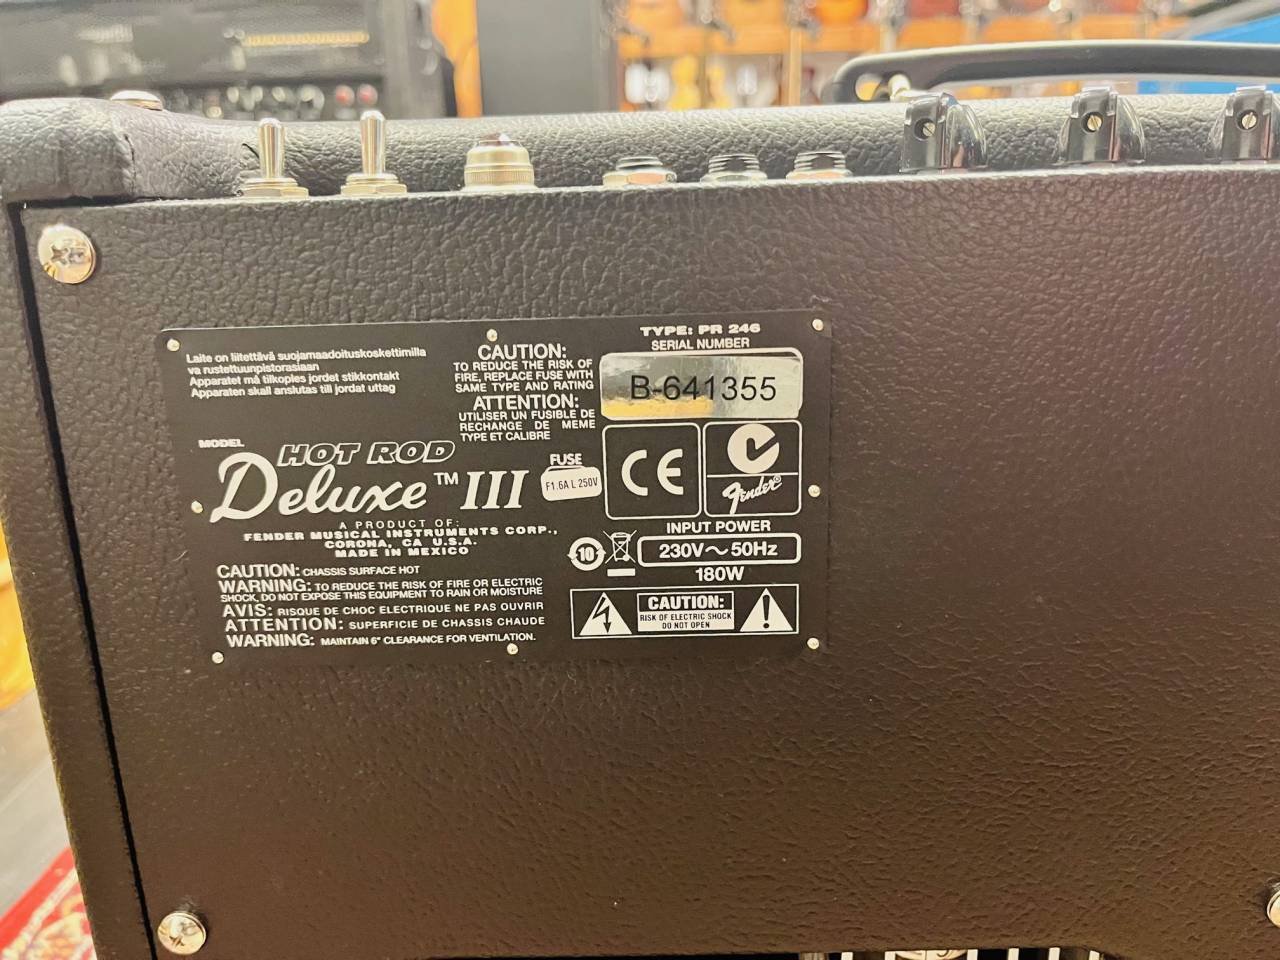 Laite on liitettävä suojamaadoituskoskettimilla
va rustettuunpistorasiaan
Apparatet må tilkoples jordet stikkontakt
Apparaten skall anslutas till jordat uttag
CAUTION:
TO REDUCE THE RISK OF
FIRE, REPLACE FUSE WITH
SAME TYPE AND RATING
ATTENTION:
UTILISER UN FUSIBLE DE
RECHANGE DE MEME
TYPE ET CALIBRE
TYPE: PR 246
SERIAL NUMBER
B-641355
MODEL
HOT ROD
Deluxe™ III
FUSE
F1.6A L 250V
CE
Fender®
A PRODUCT OF:
FENDER MUSICAL INSTRUMENTS CORP.,
CORONA, CA U.S.A.
MADE IN MEXICO
10
INPUT POWER
230V~50Hz
180W
CAUTION: CHASSIS SURFACE HOT
WARNING: TO REDUCE THE RISK OF FIRE OR ELECTRIC
SHOCK, DO NOT EXPOSE THIS EQUIPMENT TO RAIN OR MOISTURE
AVIS: RISQUE DE CHOC ELECTRIQUE NE PAS OUVRIR
ATTENTION: SUPERFICIE DE CHASSIS CHAUDE
WARNING: MAINTAIN 6" CLEARANCE FOR VENTILATION.
CAUTION:
RISK OF ELECTRIC SHOCK
DO NOT OPEN